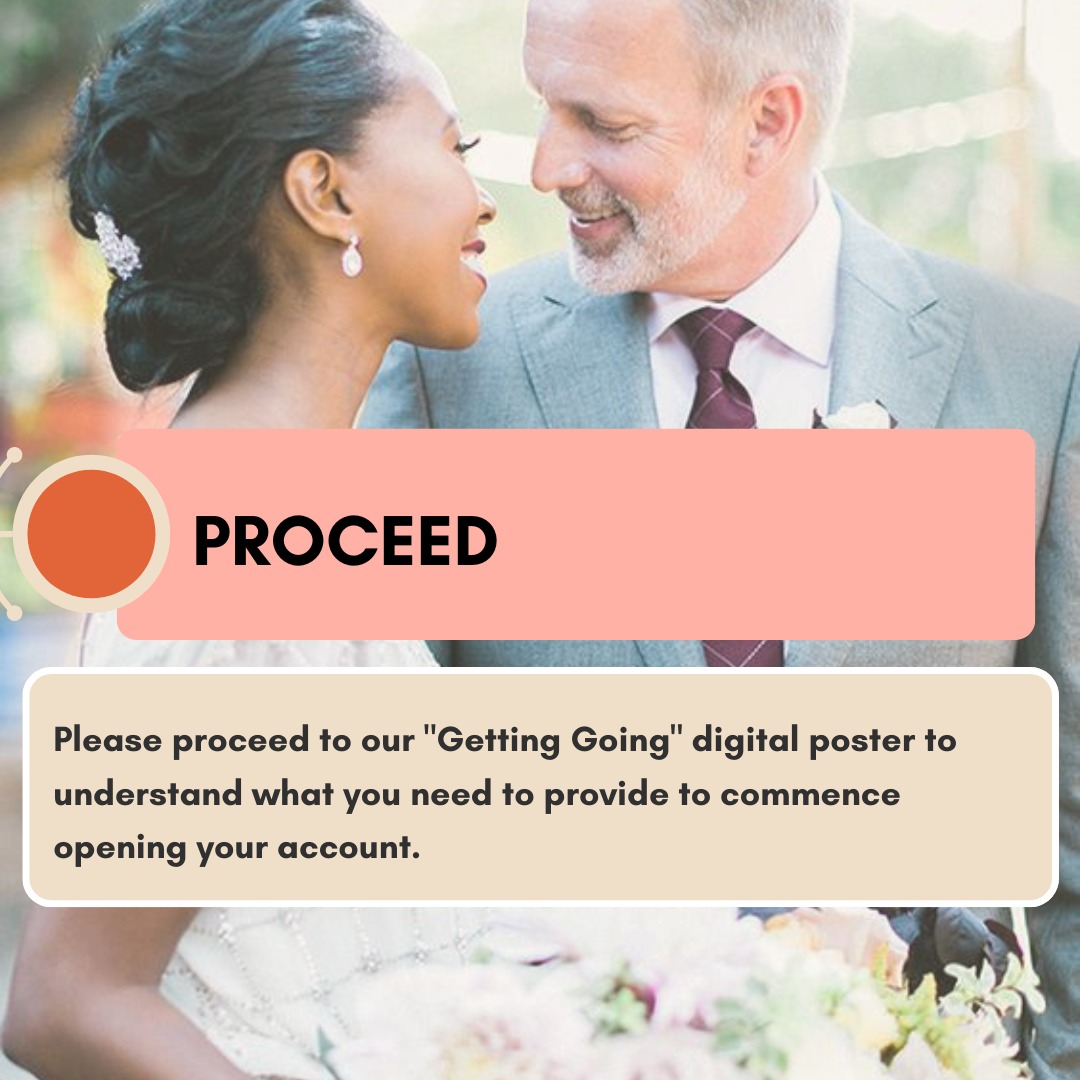 PROCEED
Please proceed to our "Getting Going" digital poster to
understand what you need to provide to commence
opening your account.